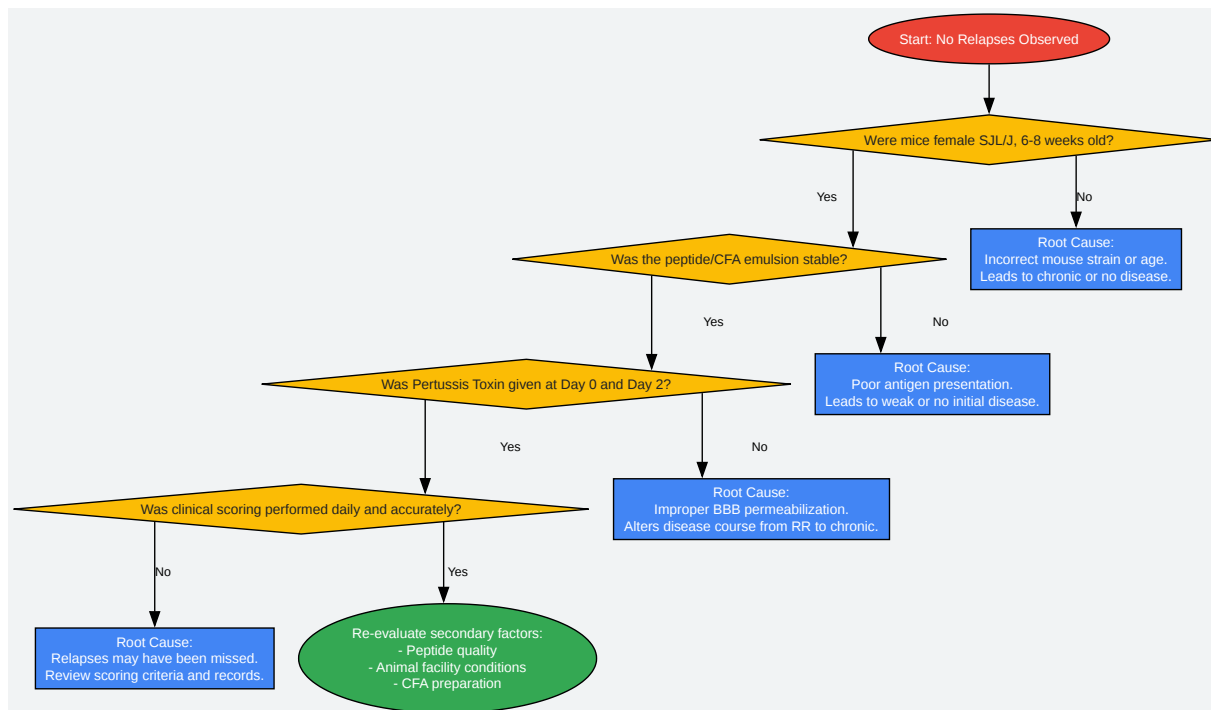 Start: No Relapses Observed
Were mice female SJL/J, 6-8 weeks old?
Yes
No
Root Cause:
Incorrect mouse strain or age.
Leads to chronic or no disease.
Was the peptide/CFA emulsion stable?
Yes
No
Root Cause:
Poor antigen presentation.
Leads to weak or no initial disease.
Was Pertussis Toxin given at Day 0 and Day 2?
Yes
No
Root Cause:
Improper BBB permeabilization.
Alters disease course from RR to chronic.
Was clinical scoring performed daily and accurately?
No
Yes
Root Cause:
Relapses may have been missed.
Review scoring criteria and records.
Re-evaluate secondary factors:
- Peptide quality
- Animal facility conditions
- CFA preparation